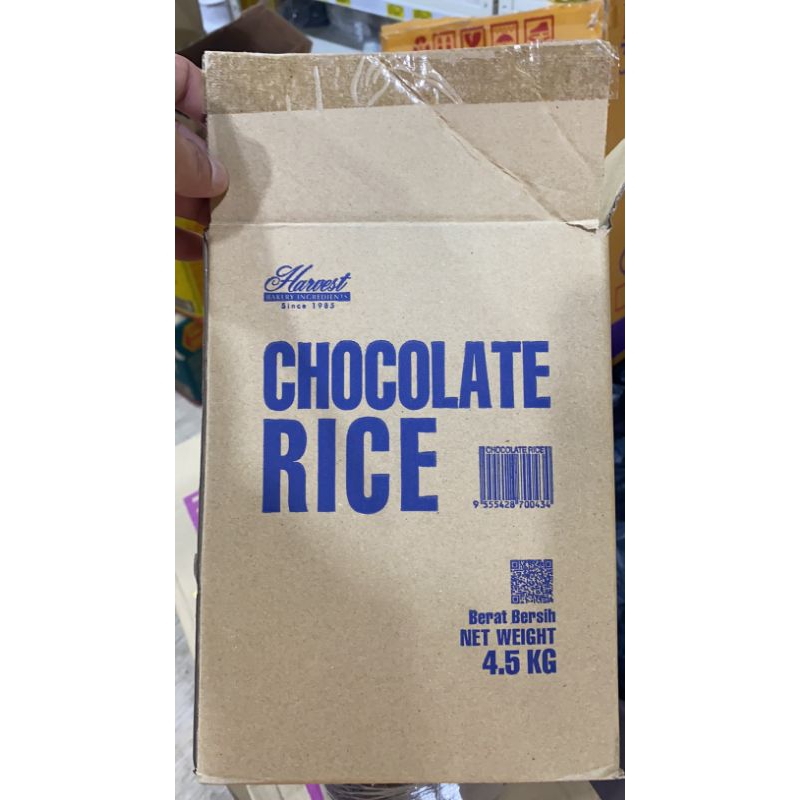 Harvest
BAKERY INGREDIENTS
Since 1985
CHOCOLATE
RICE
CHOCOLATE RICE
9 555428 700434
Berat Bersih
NET WEIGHT
4.5 KG